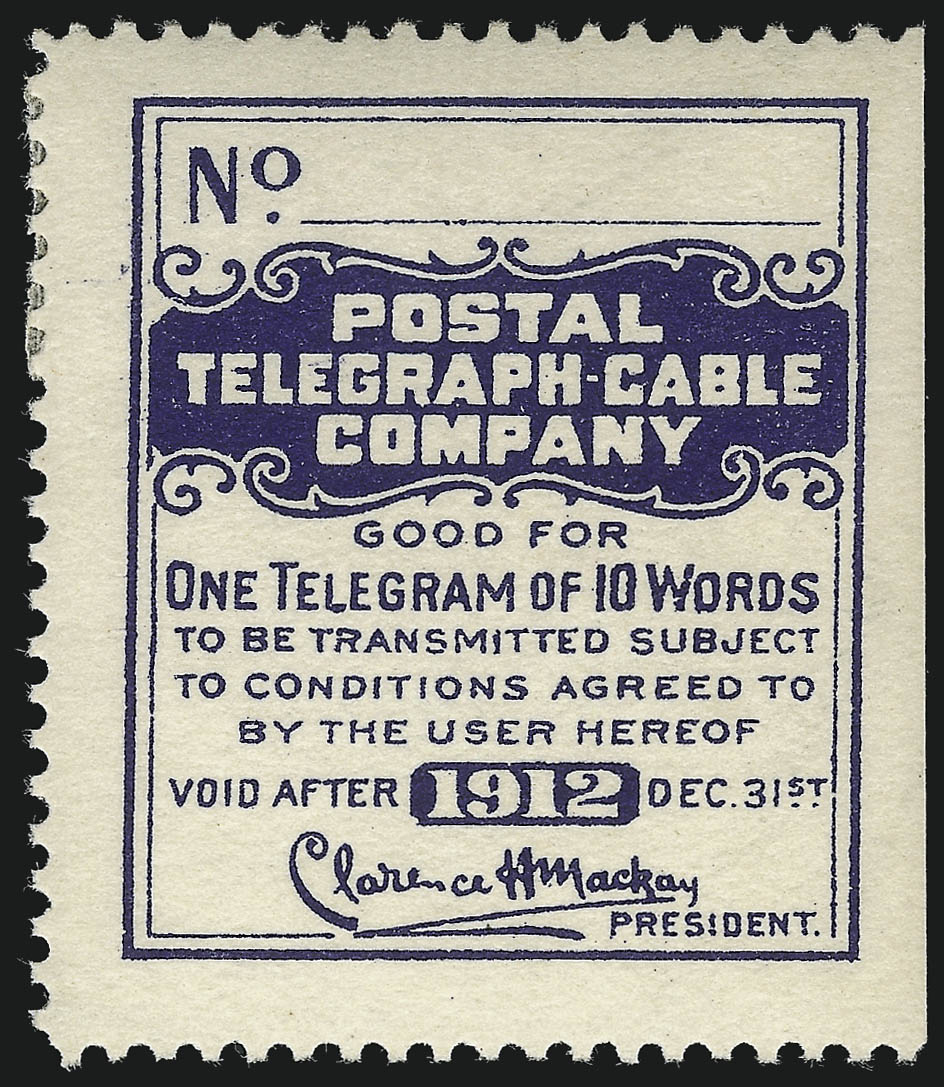 No.
POSTAL
TELEGRAPH-CABLE
COMPANY
GOOD FOR
ONE TELEGRAM OF 10 WORDS
TO BE TRANSMITTED SUBJECT
TO CONDITIONS AGREED TO
BY THE USER HEREOF
VOID AFTER 1912 DEC. 31ST
Clarence H Mackay
PRESIDENT.